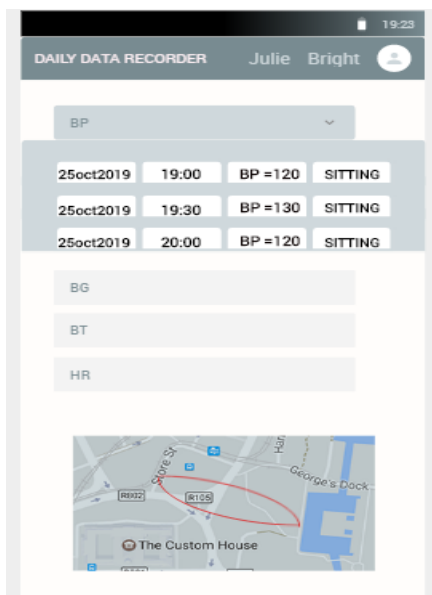 19:23
DAILY DATA RECORDER Julie Bright
BP
25oct2019 19:00 BP =120 SITTING
25oct2019 19:30 BP =130 SITTING
25oct2019 20:00 BP =120 SITTING
BG
BT
HR
Store St
Har
George's Dock
R802
R105
The Custom House